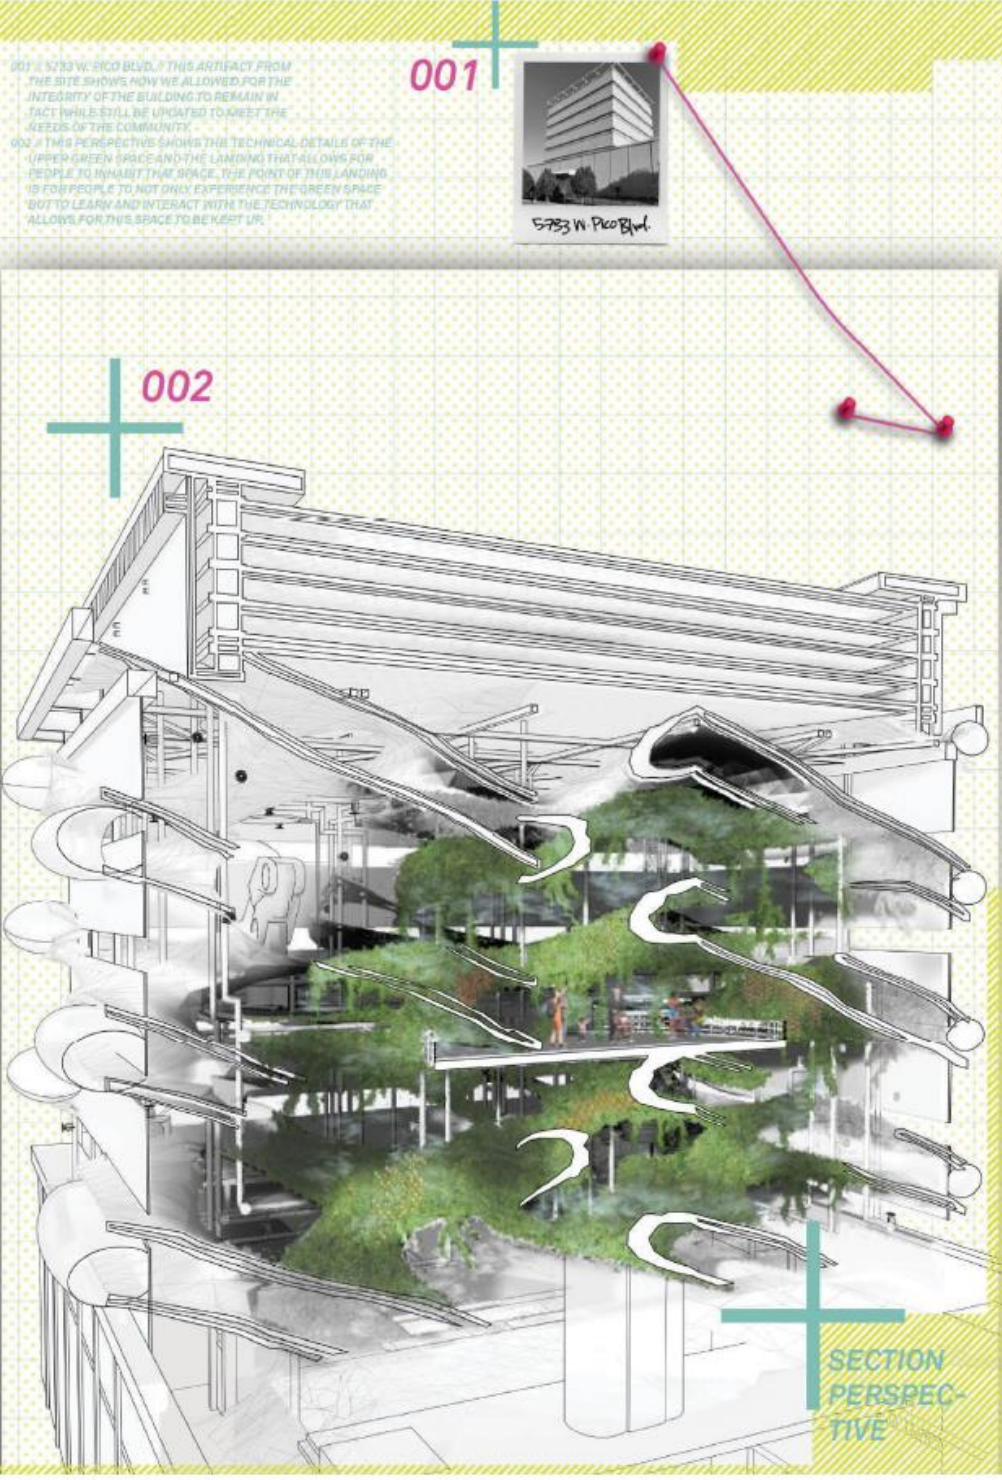 001 // 5733 W. PICO BLVD. // THIS ARTIFACT FROM
THE SITE SHOWS HOW WE ALLOWED FOR THE
INTEGRITY OF THE BUILDING TO REMAIN IN
TACT WHILE STILL BE UPDATED TO MEET THE
NEEDS OF THE COMMUNITY.
002 // THIS PERSPECTIVE SHOWS THE TECHNICAL DETAILS OF THE
UPPER GREEN SPACE AND THE LANDING THAT ALLOWS FOR
PEOPLE TO INHABIT THAT SPACE. THE POINT OF THIS LANDING
IS FOR PEOPLE TO NOT ONLY EXPERIENCE THE GREEN SPACE
BUT TO LEARN AND INTERACT WITH THE TECHNOLOGY THAT
ALLOWS FOR THIS SPACE TO BE KEPT UP.
001
5733 W. Pico Blvd.
002
SECTION
PERSPEC-
TIVE